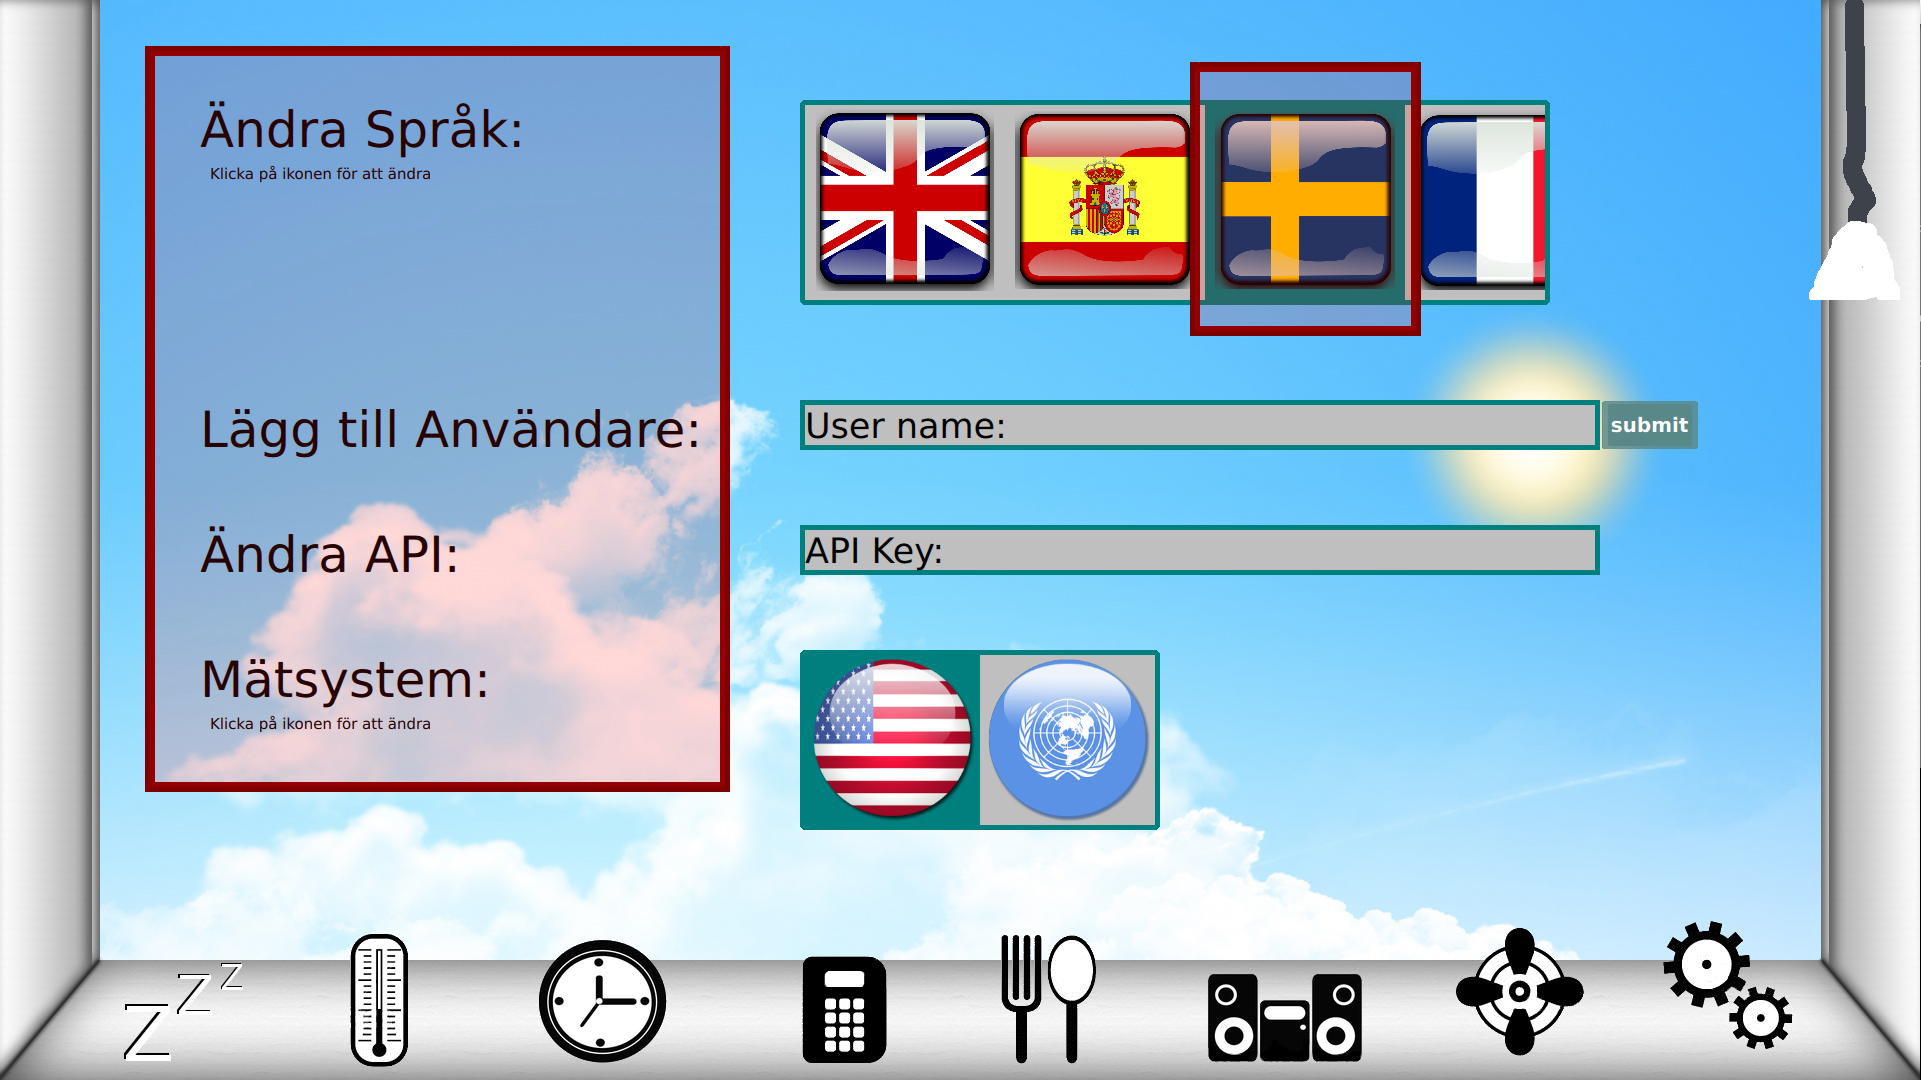 Ändra Språk:
Klicka på ikonen för att ändra
Lägg till Användare:
User name:
submit
Ändra API:
API Key:
Mätsystem:
Klicka på ikonen för att ändra
Z Z Z